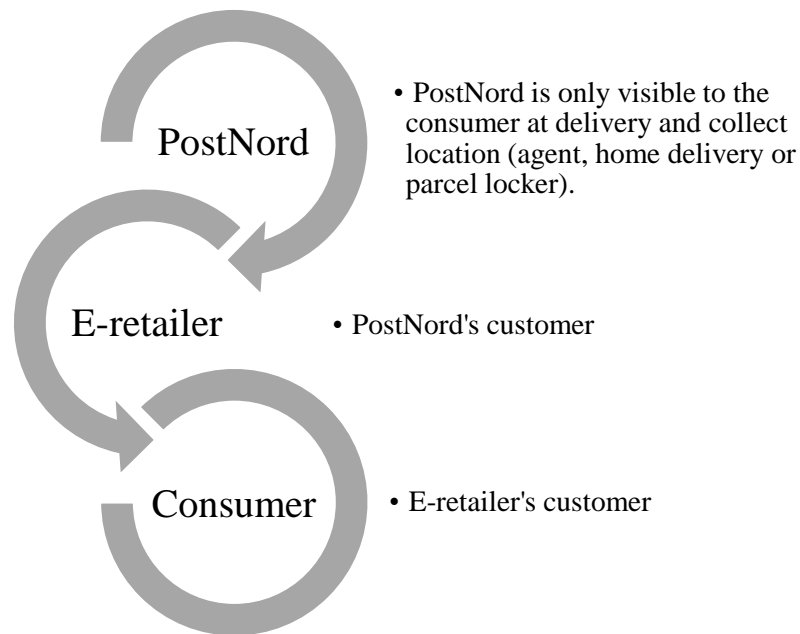 PostNord
• PostNord is only visible to the
consumer at delivery and collect
location (agent, home delivery or
parcel locker).
E-retailer
• PostNord's customer
Consumer
• E-retailer's customer